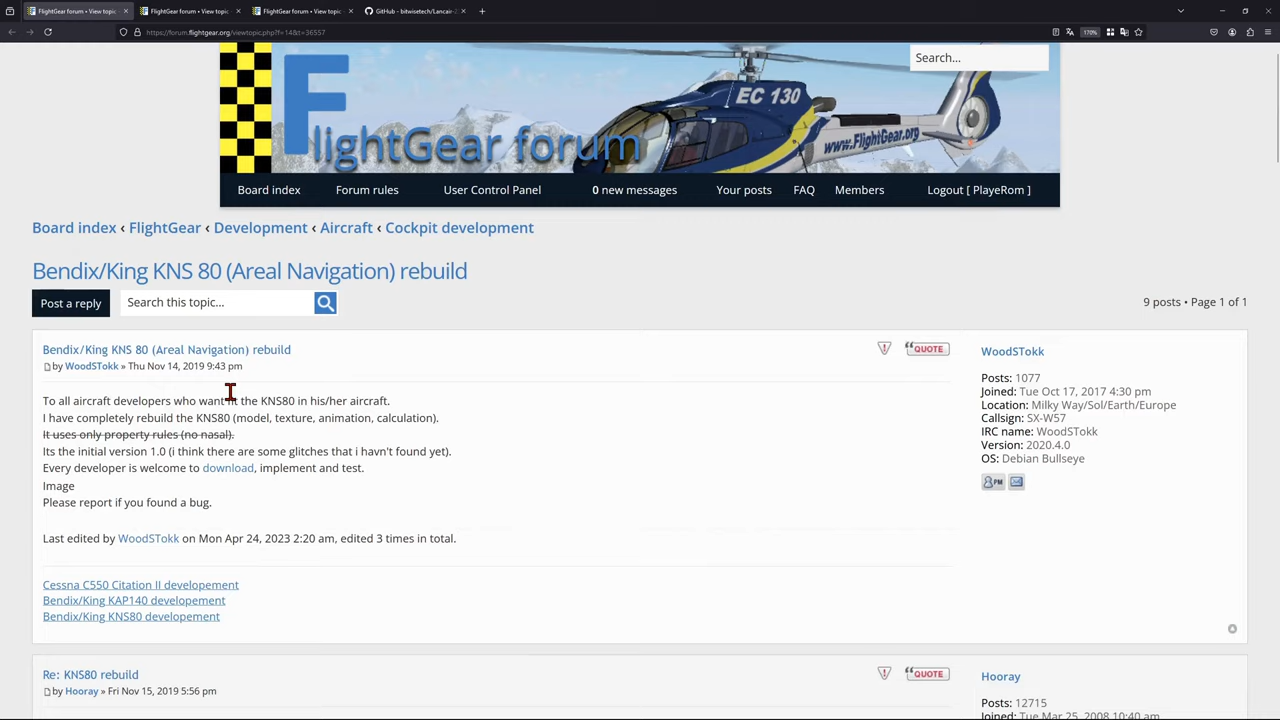 FlightGear forum • View topic
FlightGear forum • View topic
FlightGear forum • View topic
GitHub - bitwisetech/Lancair-
https://forum.flightgear.org/viewtopic.php?f=14&t=36557
170%
FlightGear forum
EC 130
www.FlightGear.org
Search…
Board index
Forum rules
User Control Panel
0 new messages
Your posts
FAQ
Members
Logout [ PlayeRom ]
Board index ‹ FlightGear ‹ Development ‹ Aircraft ‹ Cockpit development
Bendix/King KNS 80 (Areal Navigation) rebuild
Post a reply
Search this topic…
9 posts • Page 1 of 1
Bendix/King KNS 80 (Areal Navigation) rebuild
QUOTE
by WoodSTokk » Thu Nov 14, 2019 9:43 pm
To all aircraft developers who want fit the KNS80 in his/her aircraft.
I have completely rebuild the KNS80 (model, texture, animation, calculation).
It uses only property rules (no nasal).
Its the initial version 1.0 (i think there are some glitches that i havn't found yet).
Every developer is welcome to download, implement and test.
Image
Please report if you found a bug.
Last edited by WoodSTokk on Mon Apr 24, 2023 2:20 am, edited 3 times in total.
Cessna C550 Citation II developement
Bendix/King KAP140 developement
Bendix/King KNS80 developement
WoodSTokk
Posts: 1077
Joined: Tue Oct 17, 2017 4:30 pm
Location: Milky Way/Sol/Earth/Europe
Callsign: SX-W57
IRC name: WoodSTokk
Version: 2020.4.0
OS: Debian Bullseye
PM
Re: KNS80 rebuild
QUOTE
by Hooray » Fri Nov 15, 2019 5:56 pm
Hooray
Posts: 12715
Joined: Tue Mar 25, 2008 10:40 am